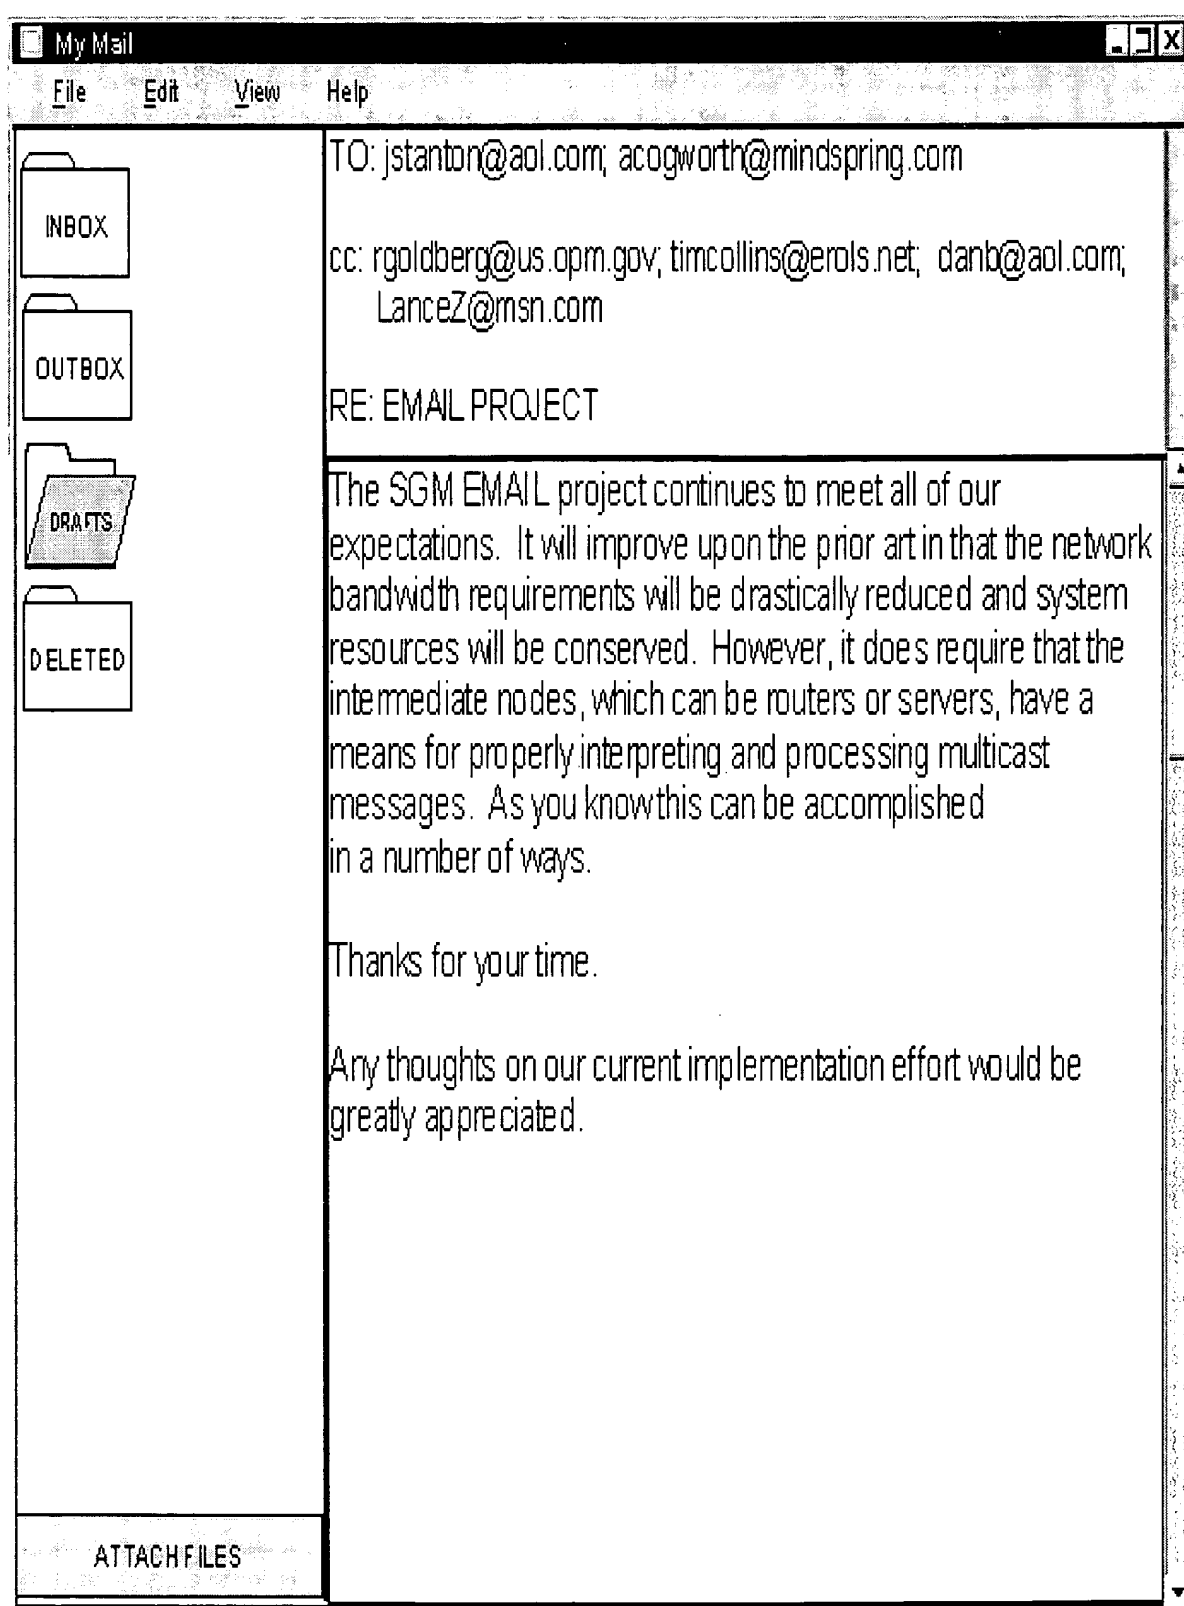 My Mail
File Edit View Help
INBOX
OUTBOX
DRAFTS
DELETED
ATTACH FILES
TO: jstanton@aol.com; acogworth@mindspring.com
cc: rgoldberg@us.opm.gov; timcollins@erols.net; danb@aol.com;
LanceZ@msn.com
RE: EMAIL PROJECT
The SGM EMAIL project continues to meet all of our
expectations. It will improve upon the prior art in that the network
bandwidth requirements will be drastically reduced and system
resources will be conserved. However, it does require that the
intermediate nodes, which can be routers or servers, have a
means for properly interpreting and processing multicast
messages. As you know this can be accomplished
in a number of ways.
Thanks for your time.
Any thoughts on our current implementation effort would be
greatly appreciated.